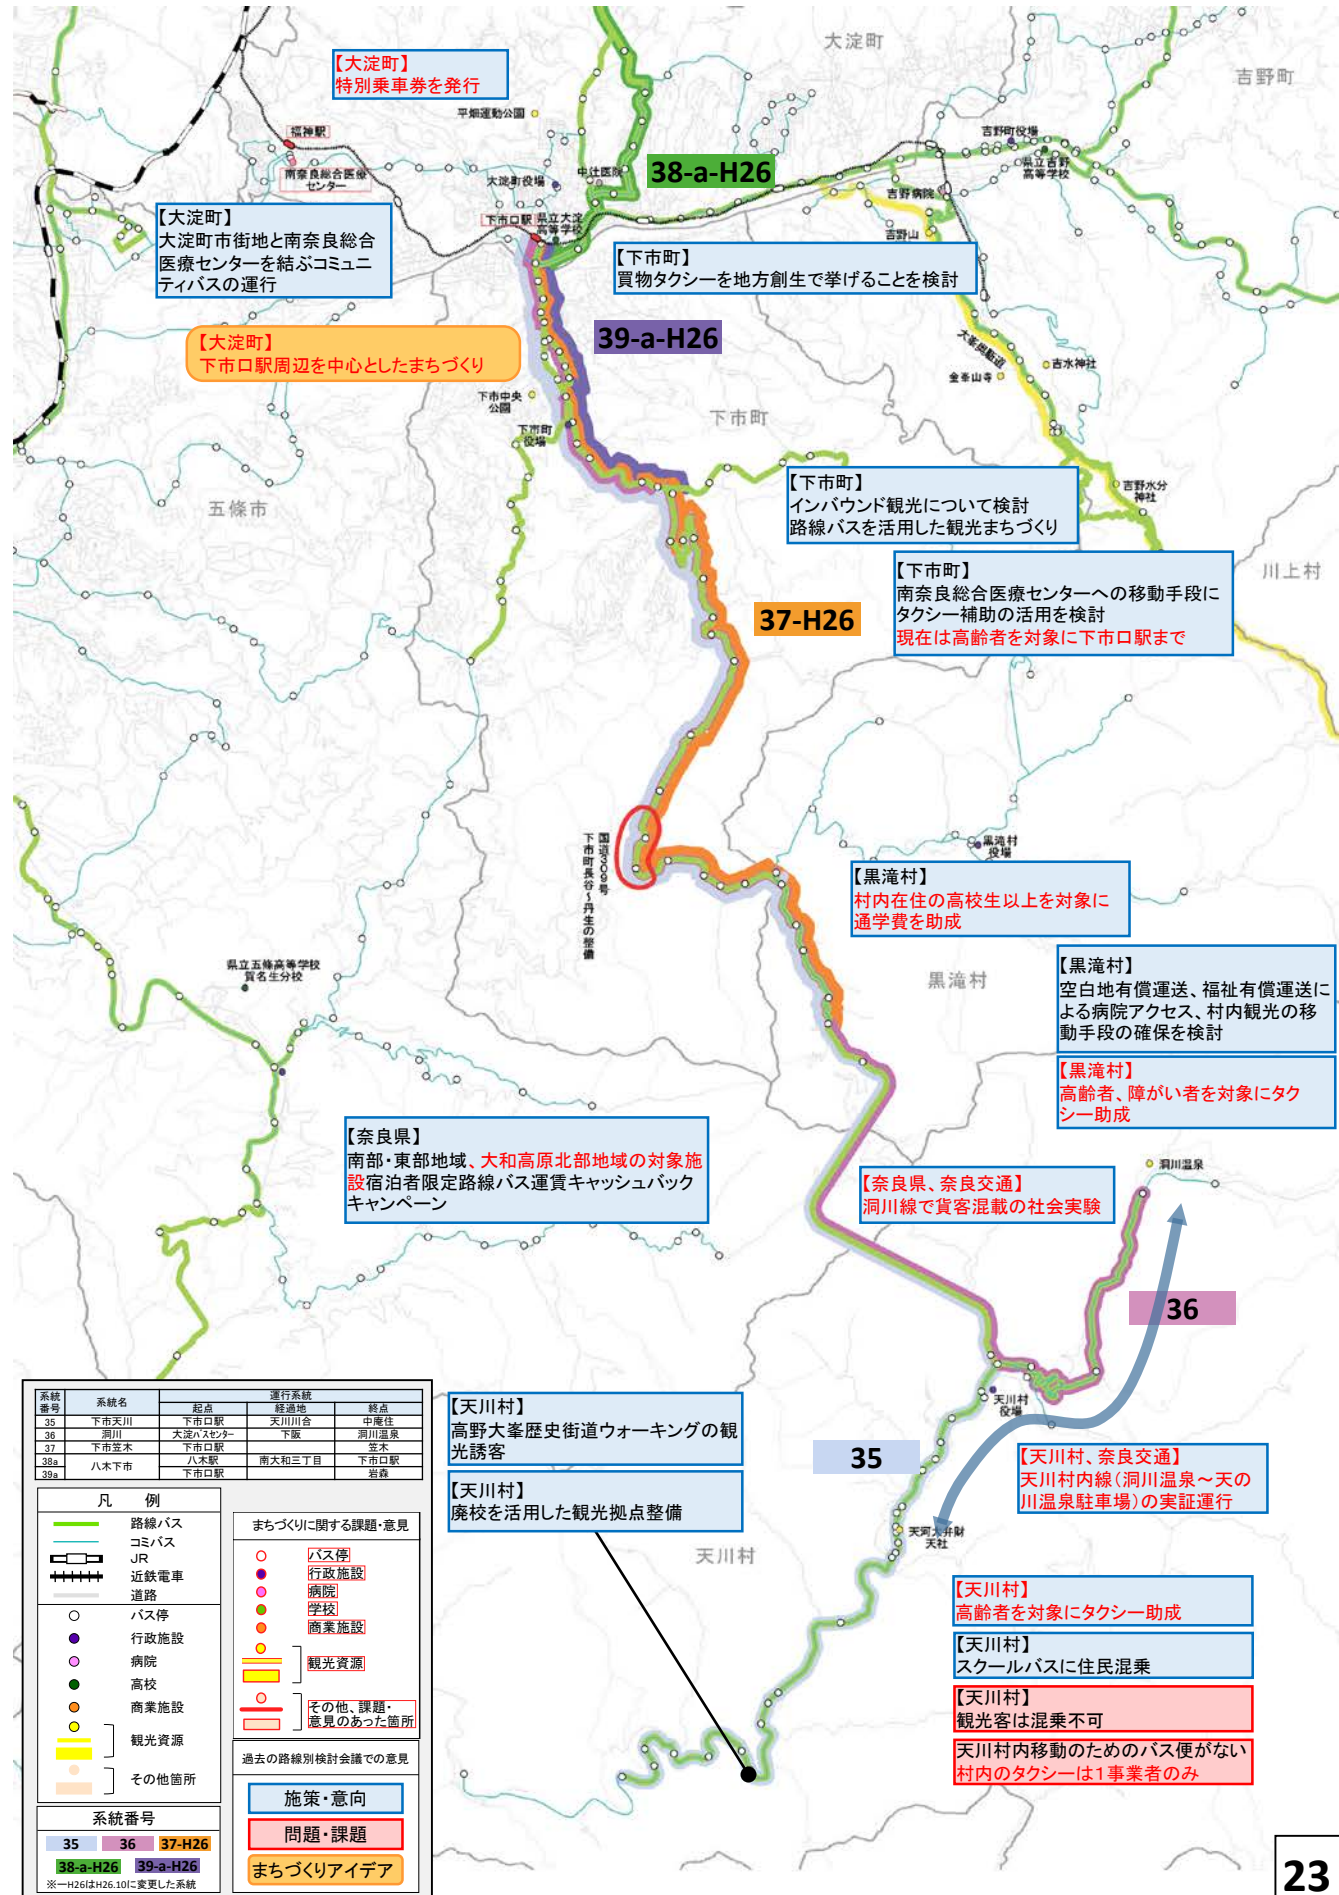 大淀町
吉野町
【大淀町】
特別乗車券を発行
平畑運動公園
福神駅
南奈良総合医療
センター
大淀町役場
中辻医院
38-a-H26
吉野町役場
県立吉野
高等学校
吉野病院
吉野山
下市口駅
県立大淀
高等学校
【大淀町】
大淀町市街地と南奈良総合
医療センターを結ぶコミュニ
ティバスの運行
【下市町】
買物タクシーを地方創生で挙げることを検討
39-a-H26
【大淀町】
下市口駅周辺を中心としたまちづくり
大峯奥駈道
吉水神社
金峯山寺
下市中央
公園
下市町
下市町
役場
五條市
吉野水分
神社
【下市町】
インバウンド観光について検討
路線バスを活用した観光まちづくり
川上村
【下市町】
南奈良総合医療センターへの移動手段に
タクシー補助の活用を検討
現在は高齢者を対象に下市口駅まで
37-H26
国道309号
下市町長谷～丹生の整備
黒滝村
役場
【黒滝村】
村内在住の高校生以上を対象に
通学費を助成
県立五條高等学校
賀名生分校
黒滝村
【黒滝村】
空白地有償運送、福祉有償運送に
よる病院アクセス、村内観光の移
動手段の確保を検討
【黒滝村】
高齢者、障がい者を対象にタク
シー助成
【奈良県】
南部・東部地域、大和高原北部地域の対象施
設宿泊者限定路線バス運賃キャッシュバック
キャンペーン
洞川温泉
【奈良県、奈良交通】
洞川線で貨客混載の社会実験
36
天川村
役場
【天川村】
高野大峯歴史街道ウォーキングの観
光誘客
35
【天川村、奈良交通】
天川村内線（洞川温泉～天の
川温泉駐車場）の実証運行
【天川村】
廃校を活用した観光拠点整備
天河大弁財
天社
天川村
【天川村】
高齢者を対象にタクシー助成
【天川村】
スクールバスに住民混乗
【天川村】
観光客は混乗不可
天川村内移動のためのバス便がない
村内のタクシーは１事業者のみ
系統
番号 系統名 運行系統
起点 経過地 終点
35 下市天川 下市口駅 天川川合 中庵住
36 洞川 大淀バスセンター 下阪 洞川温泉
37 下市笠木 下市口駅 笠木
38a 八木下市 八木駅 南大和三丁目 下市口駅
39a 下市口駅 岩森
凡 例
路線バス
コミバス
JR
近鉄電車
道路
バス停
行政施設
病院
高校
商業施設
観光資源
その他箇所
まちづくりに関する課題・意見
バス停
行政施設
病院
学校
商業施設
観光資源
その他、課題・
意見のあった箇所
過去の路線別検討会議での意見
施策・意向
問題・課題
まちづくりアイデア
系統番号
35 36 37-H26
38-a-H26 39-a-H26
※ーH26はH26.10に変更した系統
23